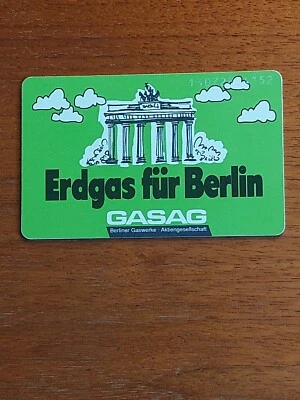 Erdgas für Berlin
GASAG
Berliner Gaswerke · Aktiengesellschaft